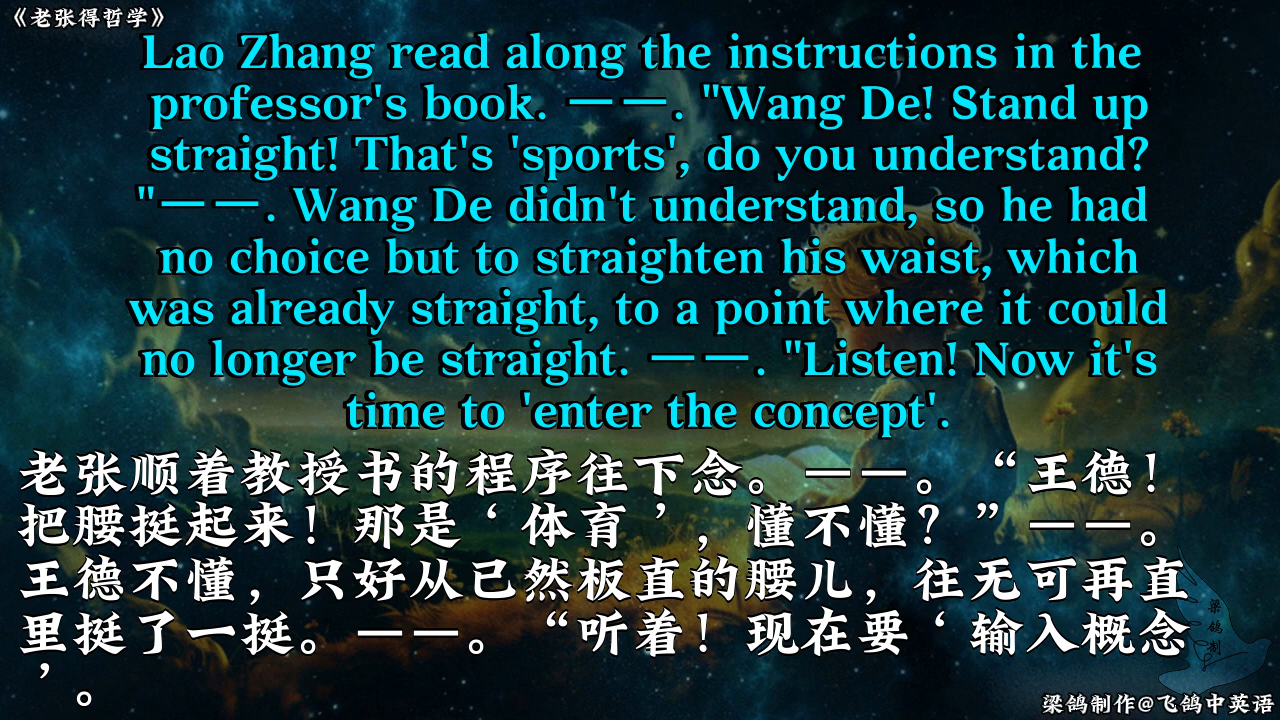 《老张得哲学》
Lao Zhang read along the instructions in the
professor's book. ——. "Wang De! Stand up
straight! That's 'sports', do you understand?
"——. Wang De didn't understand, so he had
no choice but to straighten his waist, which
was already straight, to a point where it could
no longer be straight. ——. "Listen! Now it's
time to 'enter the concept'.
老张顺着教授书的程序往下念。——。“王德！
把腰挺起来！那是‘体育’，懂不懂？”——。
王德不懂，只好从已然板直的腰儿，往无可再直
里挺了一挺。——。“听着！现在要‘输入概念
’。
梁鸽制
梁鸽制作@飞鸽中英语